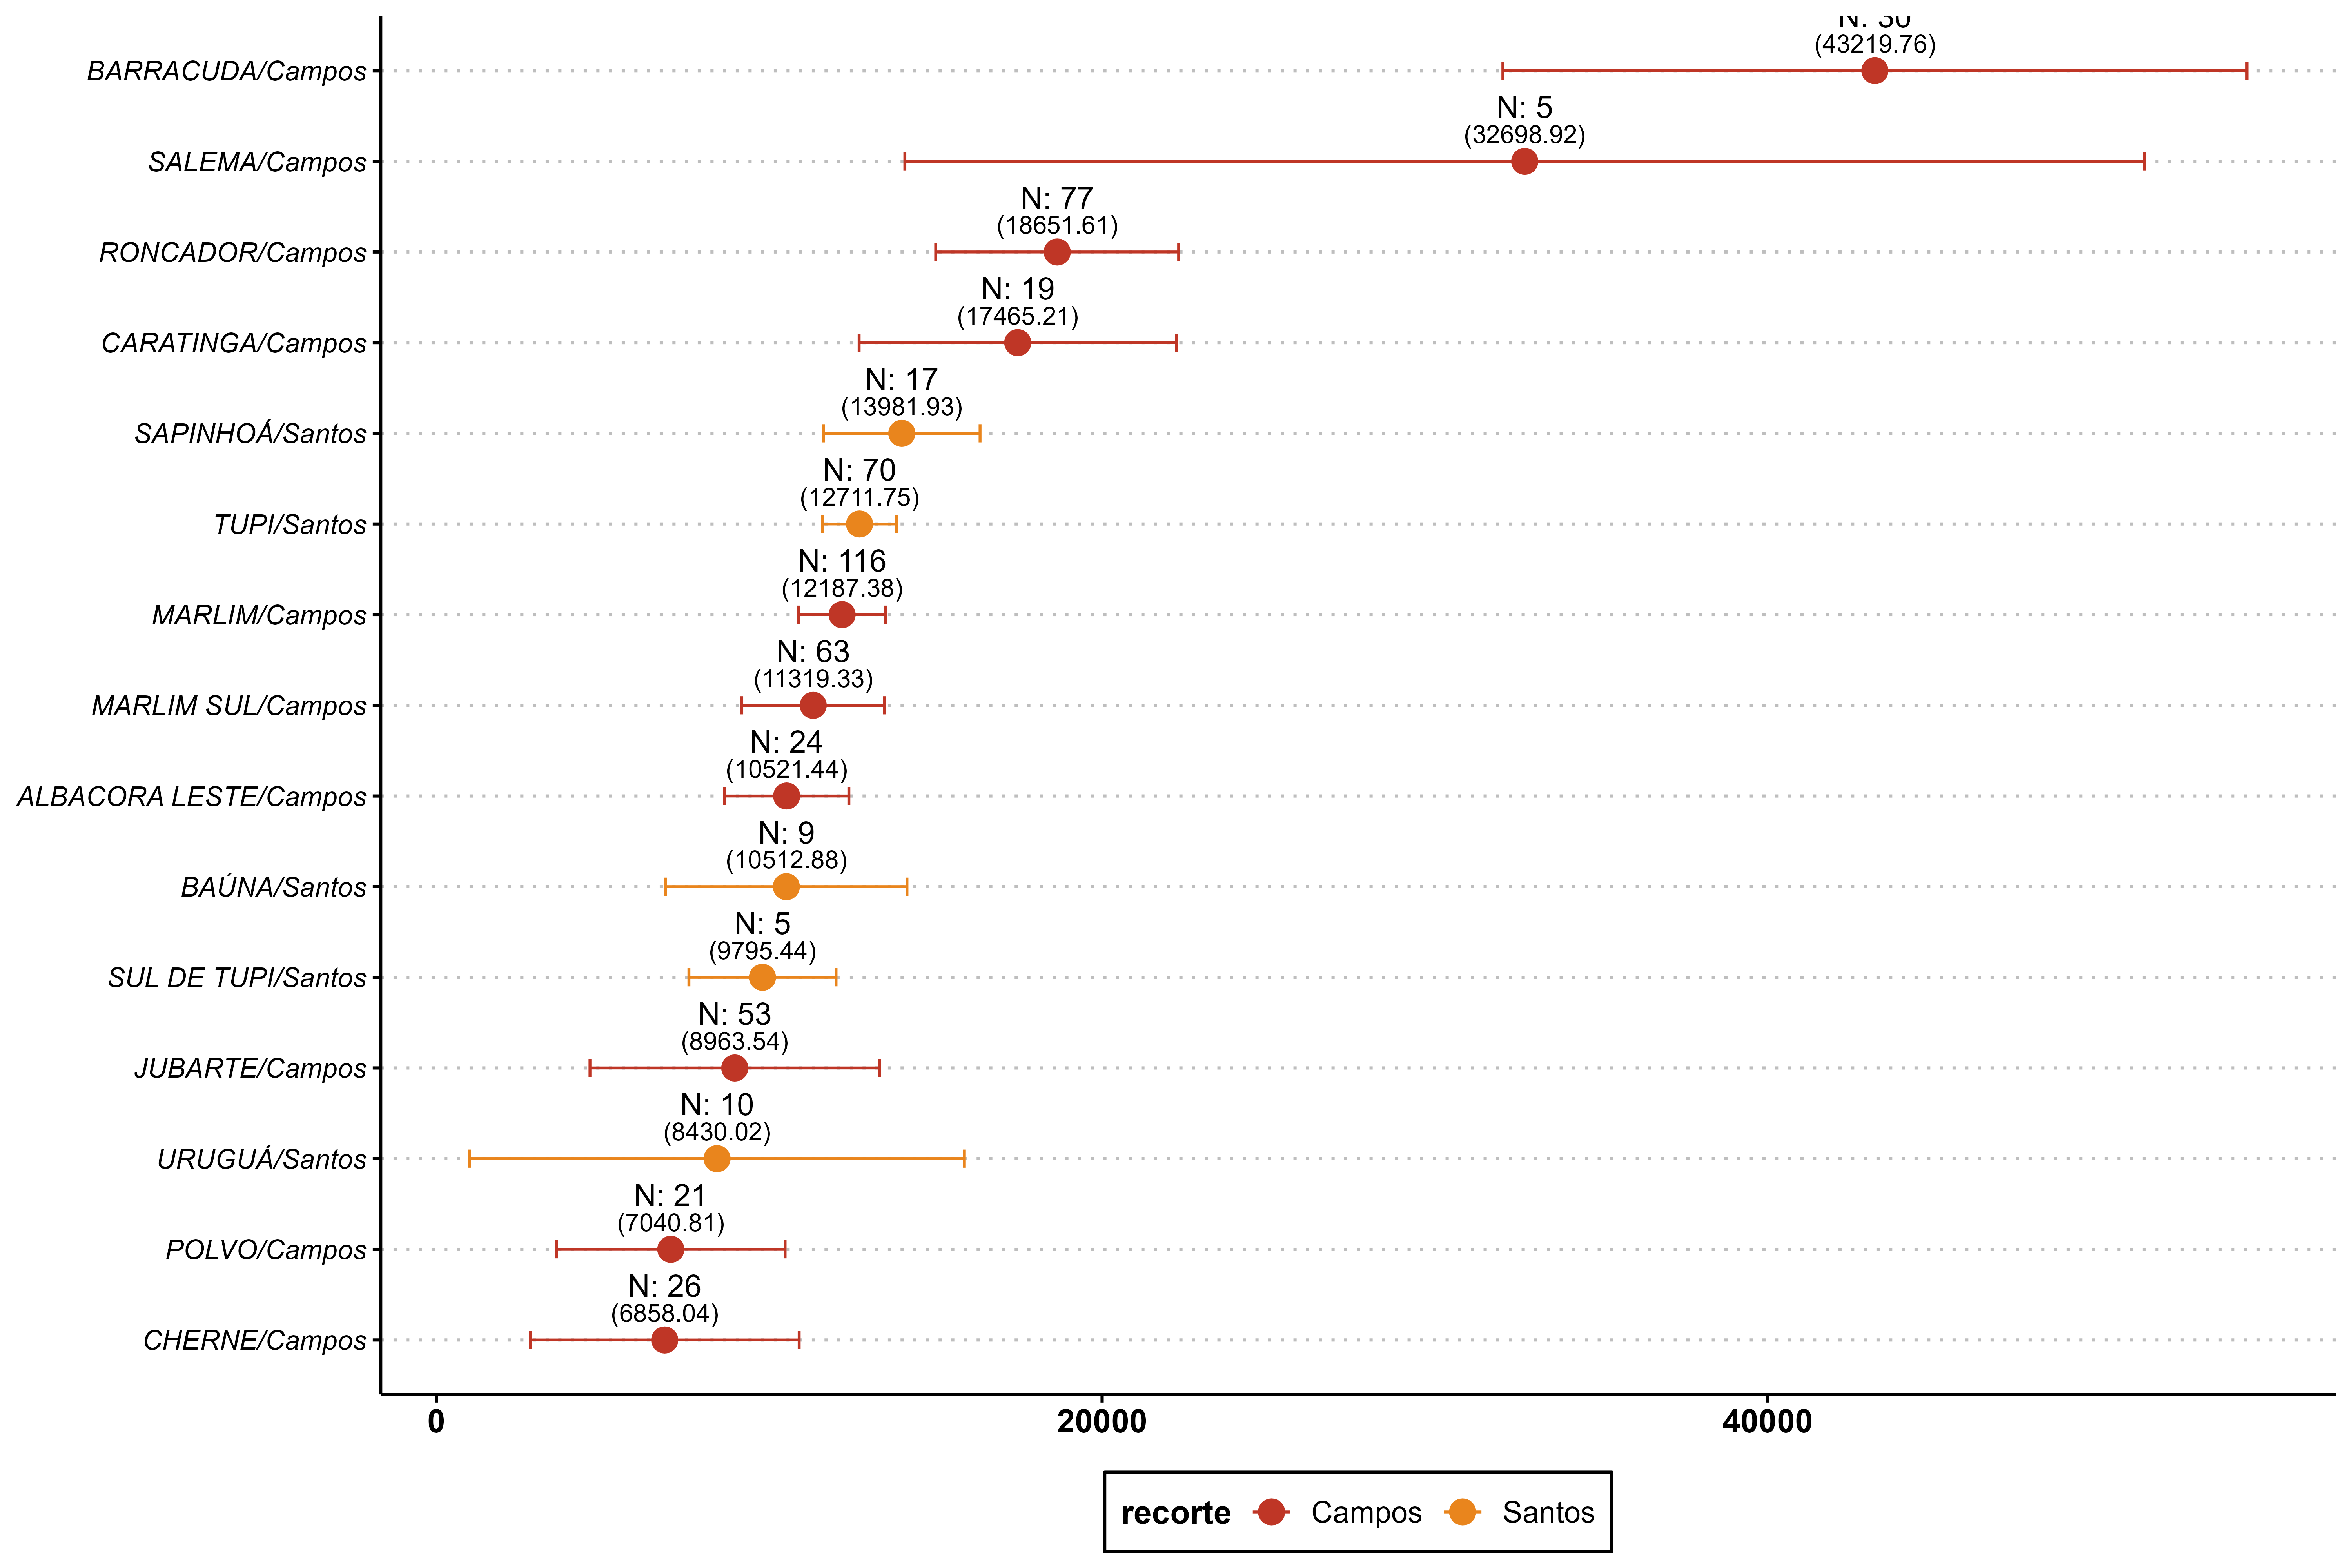 N: 30
(43219.76)
BARRACUDA/Campos
N: 5
(32698.92)
SALEMA/Campos
N: 77
(18651.61)
RONCADOR/Campos
N: 19
(17465.21)
CARATINGA/Campos
N: 17
(13981.93)
SAPINHOÁ/Santos
N: 70
(12711.75)
TUPI/Santos
N: 116
(12187.38)
MARLIM/Campos
N: 63
(11319.33)
MARLIM SUL/Campos
N: 24
(10521.44)
ALBACORA LESTE/Campos
N: 9
(10512.88)
BAÚNA/Santos
N: 5
(9795.44)
SUL DE TUPI/Santos
N: 53
(8963.54)
JUBARTE/Campos
N: 10
(8430.02)
URUGUÁ/Santos
N: 21
(7040.81)
POLVO/Campos
N: 26
(6858.04)
CHERNE/Campos
0 20000 40000
recorte Campos Santos